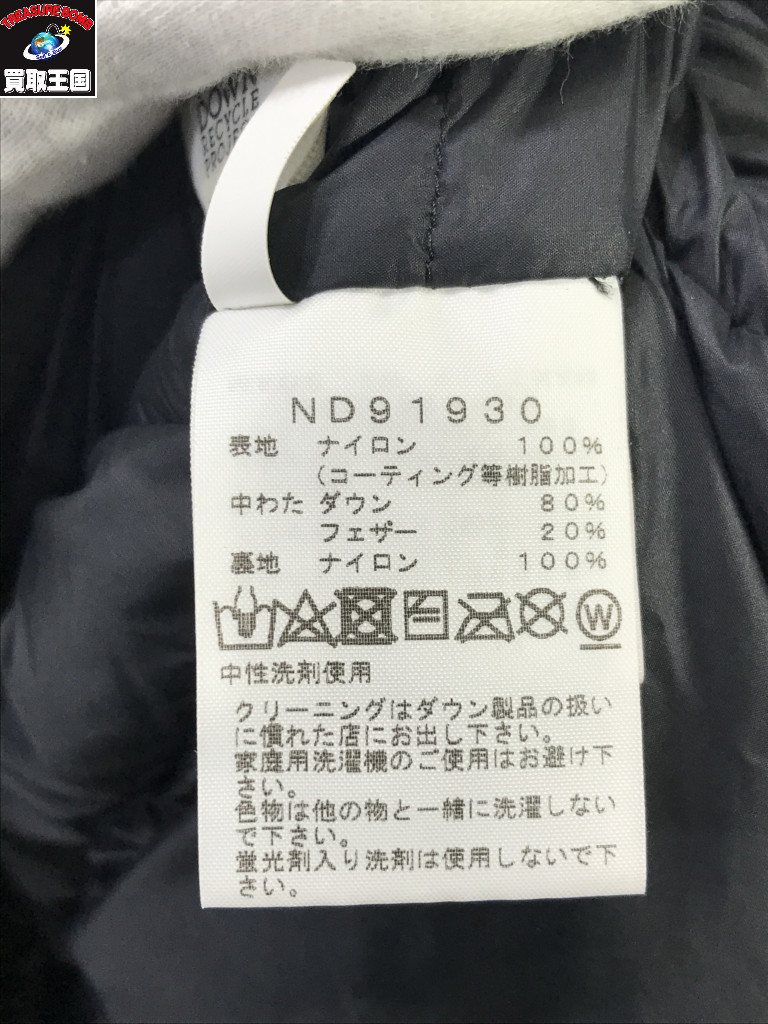 TREASURE BOMB
買取王国
DOWN
RECYCLE
ND91930
表地 ナイロン 100%
(コーティング等樹脂加工)
中わた ダウン 80%
フェザー 20%
裏地 ナイロン 100%
W
中性洗剤使用
クリーニングはダウン製品の扱い
に慣れた店にお出し下さい。
家庭用洗濯機のご使用はお避け下
さい。
色物は他の物と一緒に洗濯しない
で下さい。
蛍光剤入り洗剤は使用しないで下
さい。